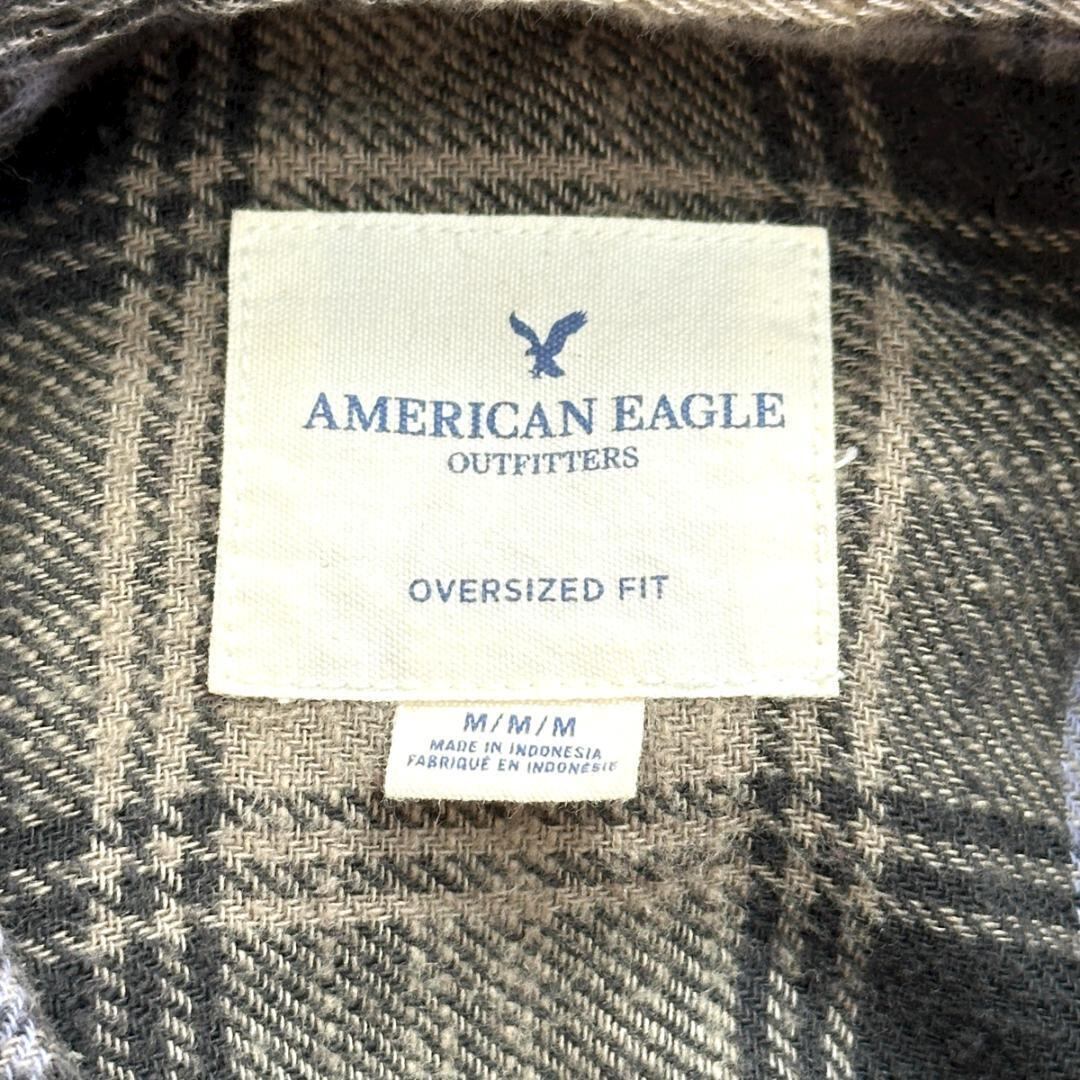 AMERICAN EAGLE
OUTFITTERS
OVERSIZED FIT
M/M/M
MADE IN INDONESIA
FABRIQUÉ EN INDONÉSIE